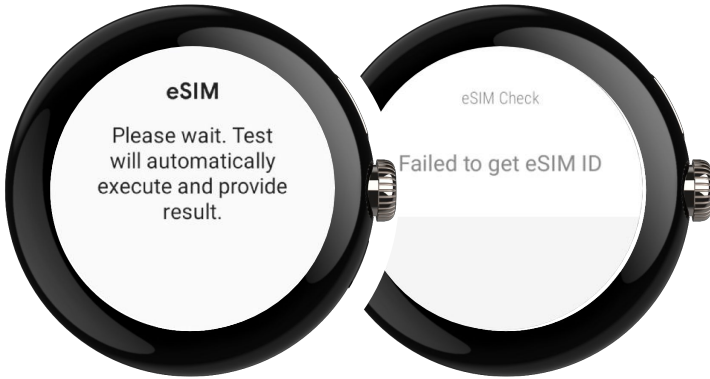 eSIM
Please wait. Test
will automatically
execute and provide
result.
eSIM Check
Failed to get eSIM ID